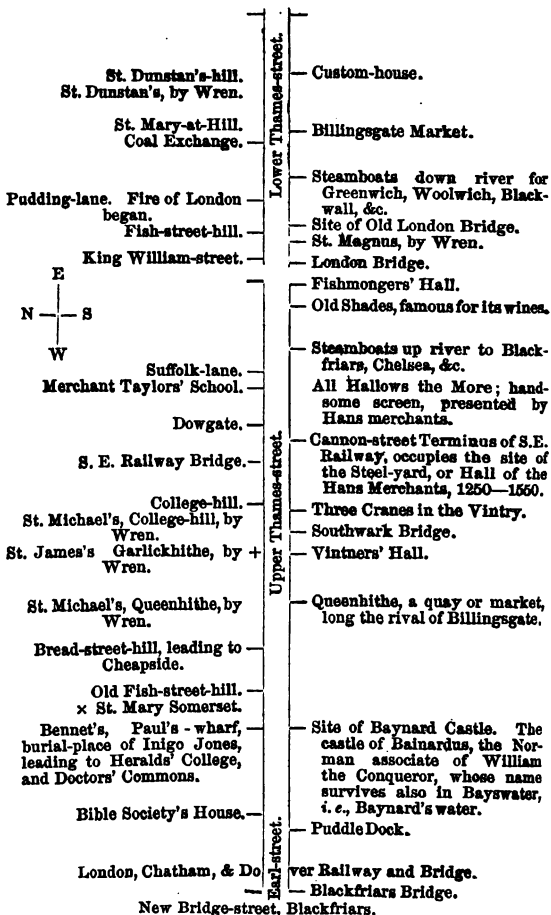 St. Dunstan's-hill.
St. Dunstan's, by Wren.
St. Mary-at-Hill.
Coal Exchange.
Pudding-lane. Fire of London
began.
Fish-street-hill.
King William-street.
E
N S
W
Suffolk-lane.
Merchant Taylors' School.
Dowgate.
S. E. Railway Bridge.
College-hill.
St. Michael's, College-hill, by
Wren.
St. James's Garlickhithe, by +
Wren.
St. Michael's, Queenhithe, by
Wren.
Bread-street-hill, leading to
Cheapside.
Old Fish-street-hill.
× St. Mary Somerset.
Bennet's, Paul's-wharf,
burial-place of Inigo Jones,
leading to Heralds' College,
and Doctors' Commons.
Bible Society's House.
Lower Thames-street.
Upper Thames-street.
Earl-street.
Custom-house.
Billingsgate Market.
Steamboats down river for
Greenwich, Woolwich, Black-
wall, &c.
Site of Old London Bridge.
St. Magnus, by Wren.
London Bridge.
Fishmongers' Hall.
Old Shades, famous for its wines.
Steamboats up river to Black-
friars, Chelsea, &c.
All Hallows the More; hand-
some screen, presented by
Hans merchants.
Cannon-street Terminus of S.E.
Railway, occupies the site of
the Steel-yard, or Hall of the
Hans Merchants, 1250—1550.
Three Cranes in the Vintry.
Southwark Bridge.
Vintners' Hall.
Queenhithe, a quay or market,
long the rival of Billingsgate.
Site of Baynard Castle. The
castle of Bainardus, the Nor-
man associate of William
the Conqueror, whose name
survives also in Bayswater,
i.e., Baynard's water.
Puddle Dock.
London, Chatham, & Dover Railway and Bridge.
Blackfriars Bridge.
New Bridge-street, Blackfriars.